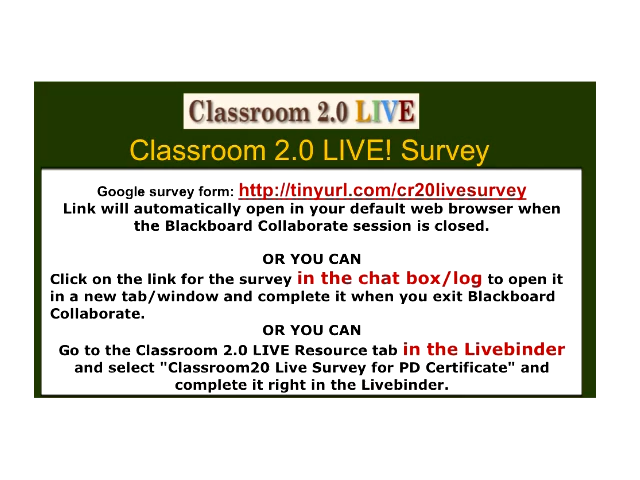 Classroom 2.0 LIVE
Classroom 2.0 LIVE! Survey
Google survey form: http://tinyurl.com/cr20livesurvey
Link will automatically open in your default web browser when
the Blackboard Collaborate session is closed.
OR YOU CAN
Click on the link for the survey in the chat box/log to open it
in a new tab/window and complete it when you exit Blackboard
Collaborate.
OR YOU CAN
Go to the Classroom 2.0 LIVE Resource tab in the Livebinder
and select "Classroom20 Live Survey for PD Certificate" and
complete it right in the Livebinder.